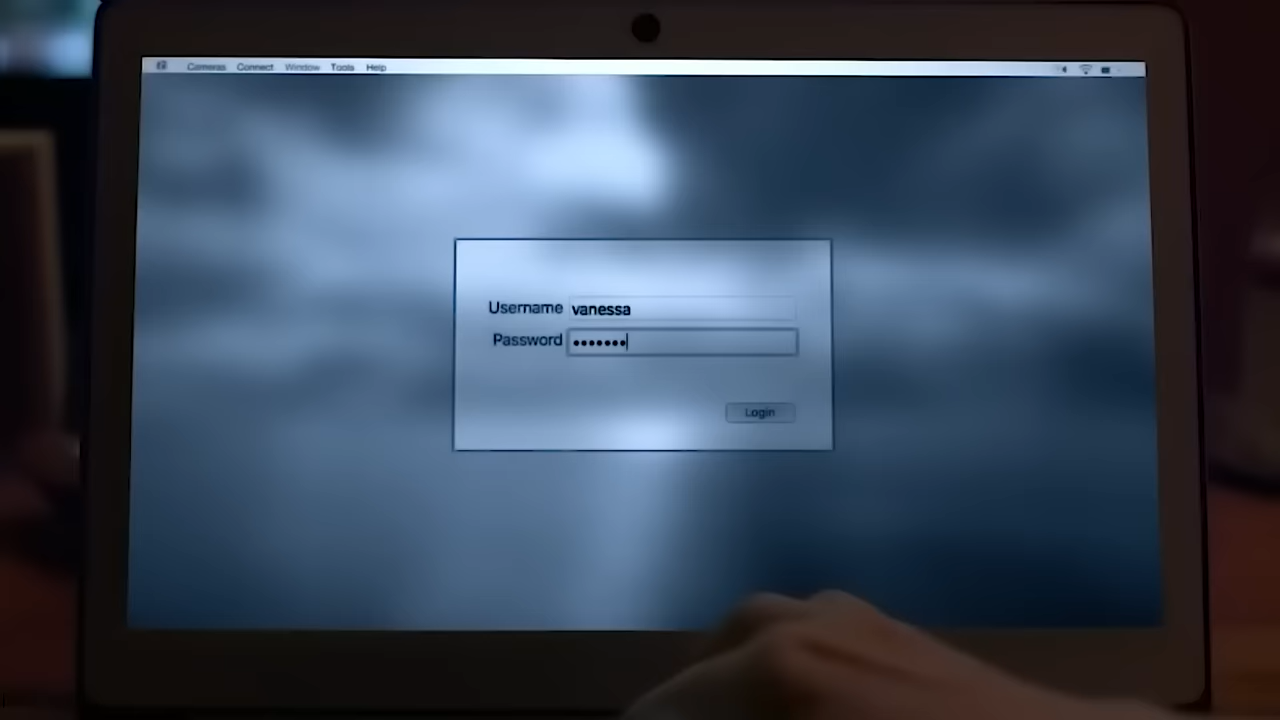 Cameras Connect Window Tools Help
Username vanessa
Password •••••••
Login